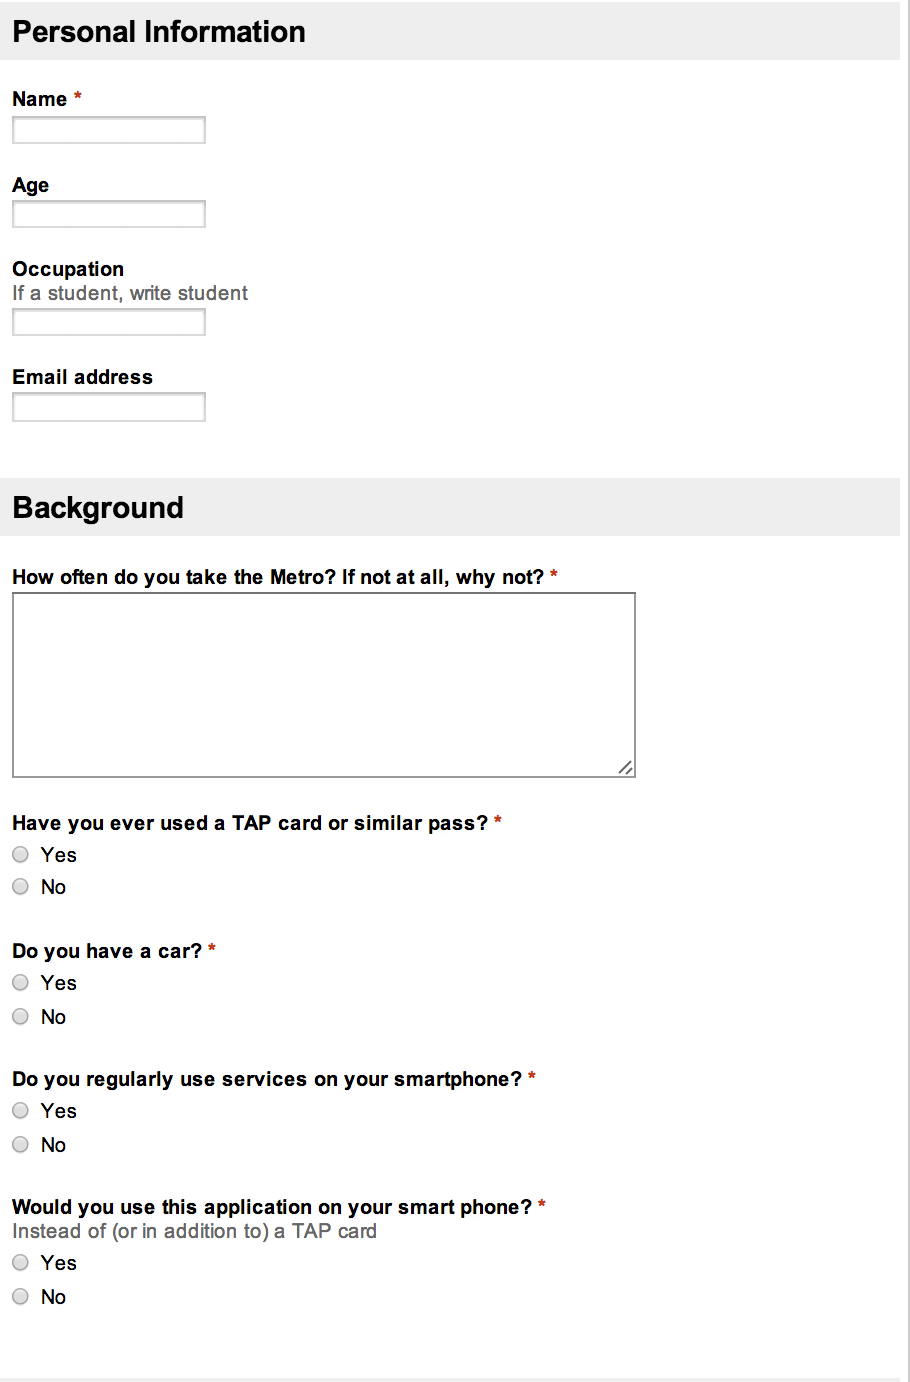 Personal Information
Name *
Age
Occupation
If a student, write student
Email address
Background
How often do you take the Metro? If not at all, why not? *
Have you ever used a TAP card or similar pass? *
Yes
No
Do you have a car? *
Yes
No
Do you regularly use services on your smartphone? *
Yes
No
Would you use this application on your smart phone? *
Instead of (or in addition to) a TAP card
Yes
No